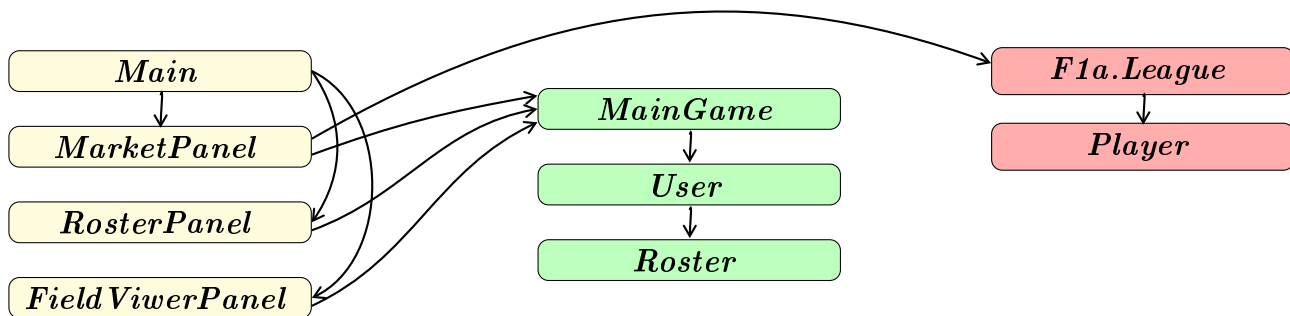 Main
MarketPanel
RosterPanel
FieldViwerPanel
MainGame
User
Roster
F1a.League
Player